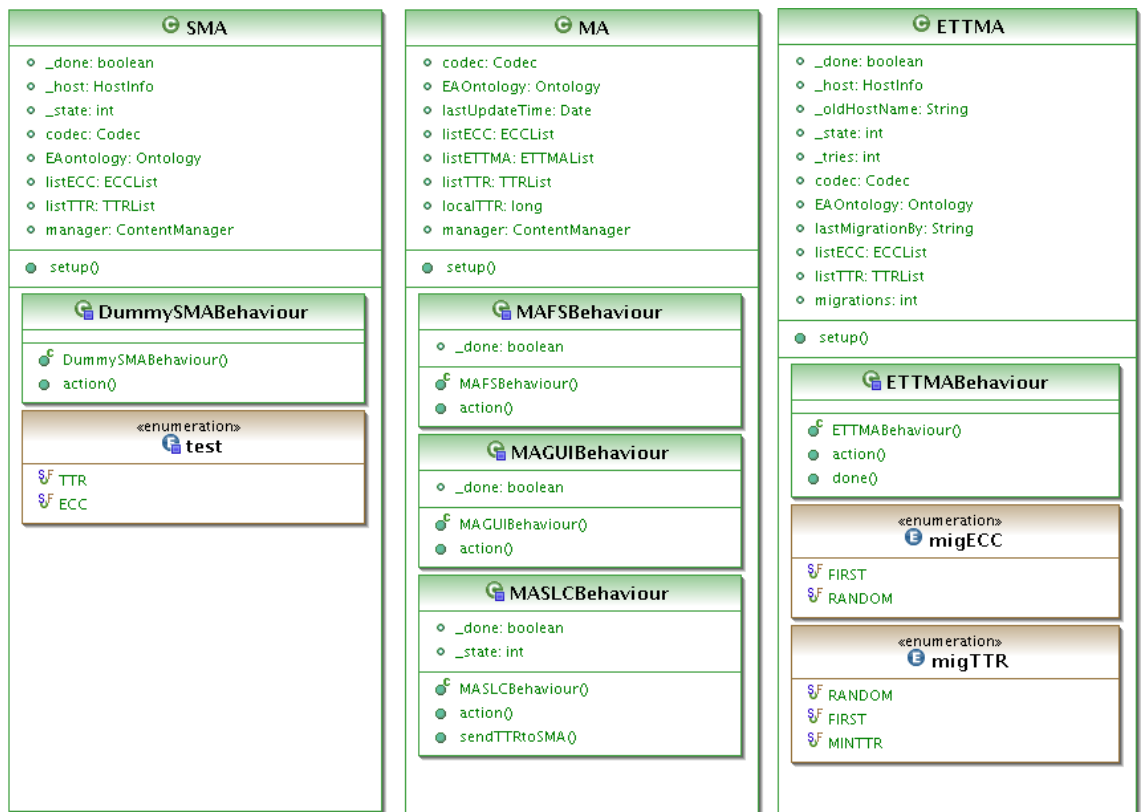 SMA
_done: boolean
_host: HostInfo
_state: int
codec: Codec
EAontology: Ontology
listECC: ECCList
listTTR: TTRList
manager: ContentManager
setup()
DummySMABehaviour
DummySMABehaviour()
action()
«enumeration»
test
TTR
ECC
MA
codec: Codec
EAOntology: Ontology
lastUpdateTime: Date
listECC: ECCList
listETTMA: ETTMAList
listTTR: TTRList
localTTR: long
manager: ContentManager
setup()
MAFSBehaviour
_done: boolean
MAFSBehaviour()
action()
MAGUIBehaviour
_done: boolean
MAGUIBehaviour()
action()
MASLCBehaviour
_done: boolean
_state: int
MASLCBehaviour()
action()
sendTTRtoSMA()
ETTMA
_done: boolean
_host: HostInfo
_oldHostName: String
_state: int
_tries: int
codec: Codec
EAOntology: Ontology
lastMigrationBy: String
listECC: ECCList
listTTR: TTRList
migrations: int
setup()
ETTMABehaviour
ETTMABehaviour()
action()
done()
«enumeration»
migECC
FIRST
RANDOM
«enumeration»
migTTR
RANDOM
FIRST
MINTTR